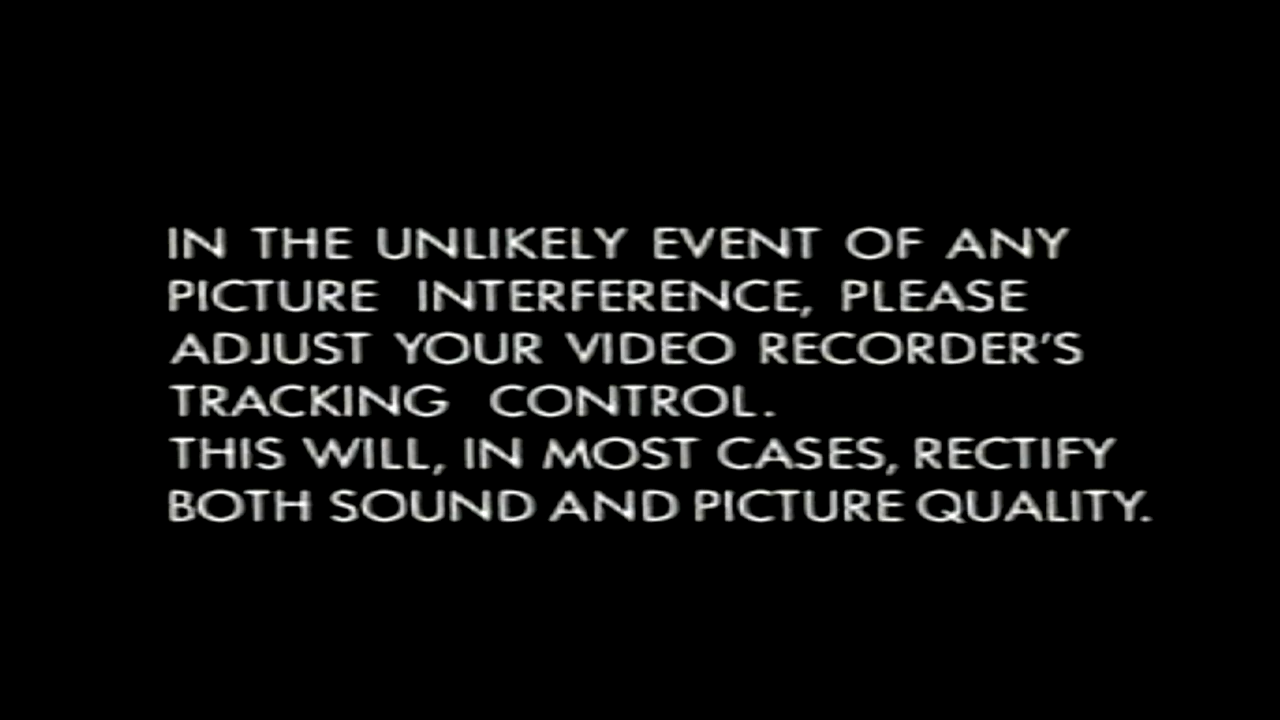 IN THE UNLIKELY EVENT OF ANY
PICTURE INTERFERENCE, PLEASE
ADJUST YOUR VIDEO RECORDER'S
TRACKING CONTROL.
THIS WILL, IN MOST CASES, RECTIFY
BOTH SOUND AND PICTURE QUALITY.